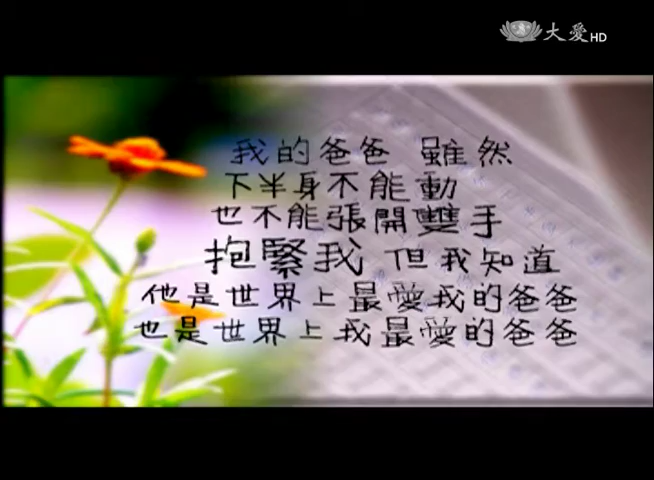 大愛HD
我的爸爸 雖然
下半身不能動
也不能張開雙手
抱緊我 但我知道
他是世界上最愛我的爸爸
也是世界上我最愛的爸爸